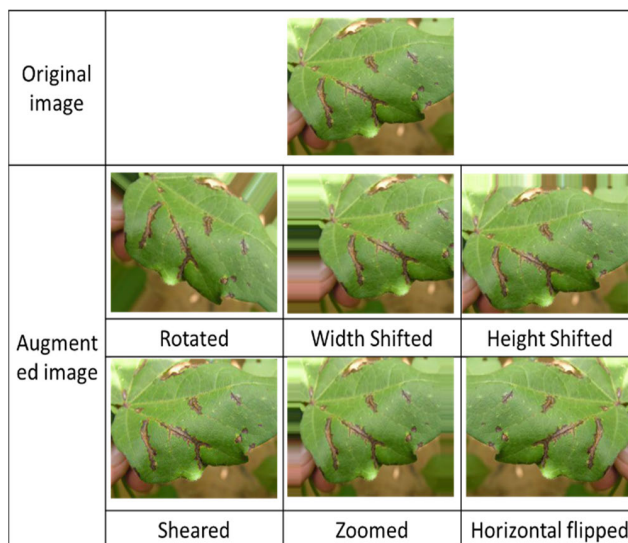 Original
image
Augment
ed image
Rotated
Width Shifted
Height Shifted
Sheared
Zoomed
Horizontal flipped